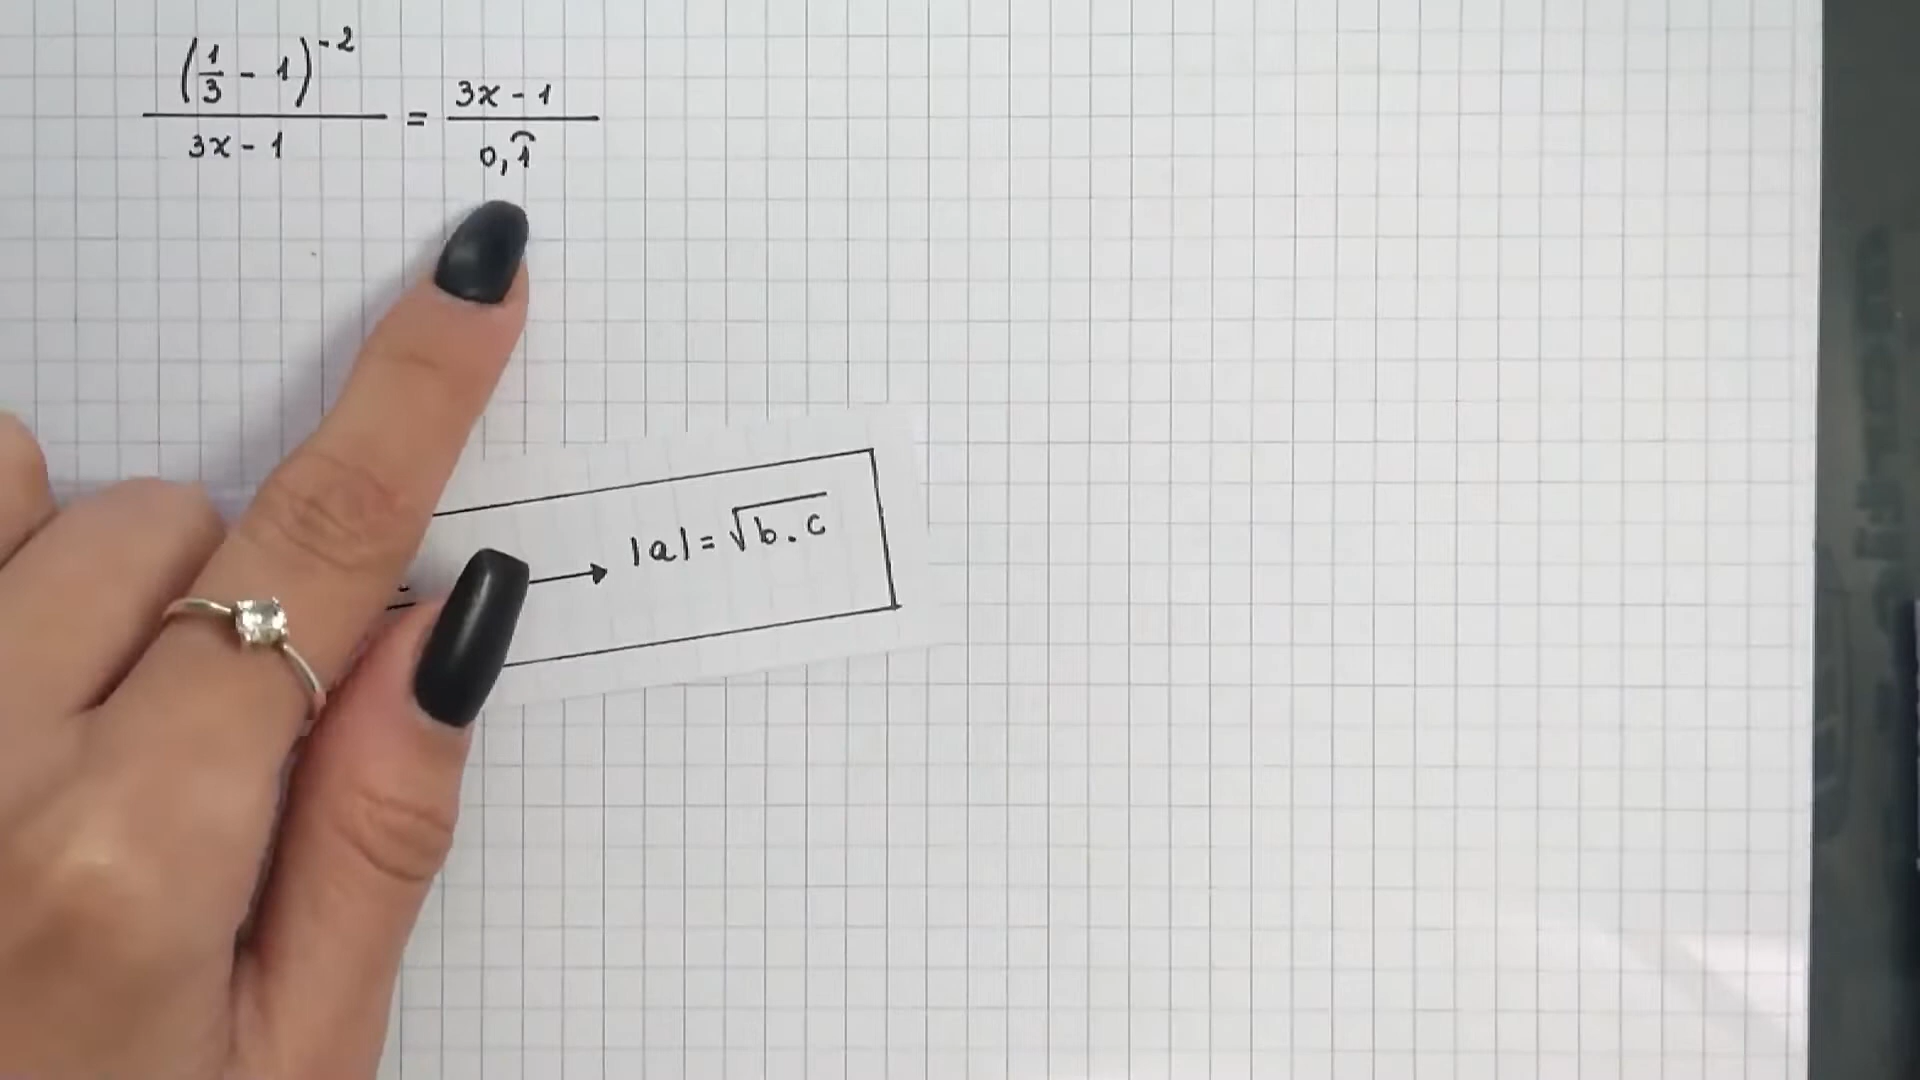 (1/3 - 1)^-2 / 3x - 1 = 3x - 1 / 0,1̑
|a| = √b.c